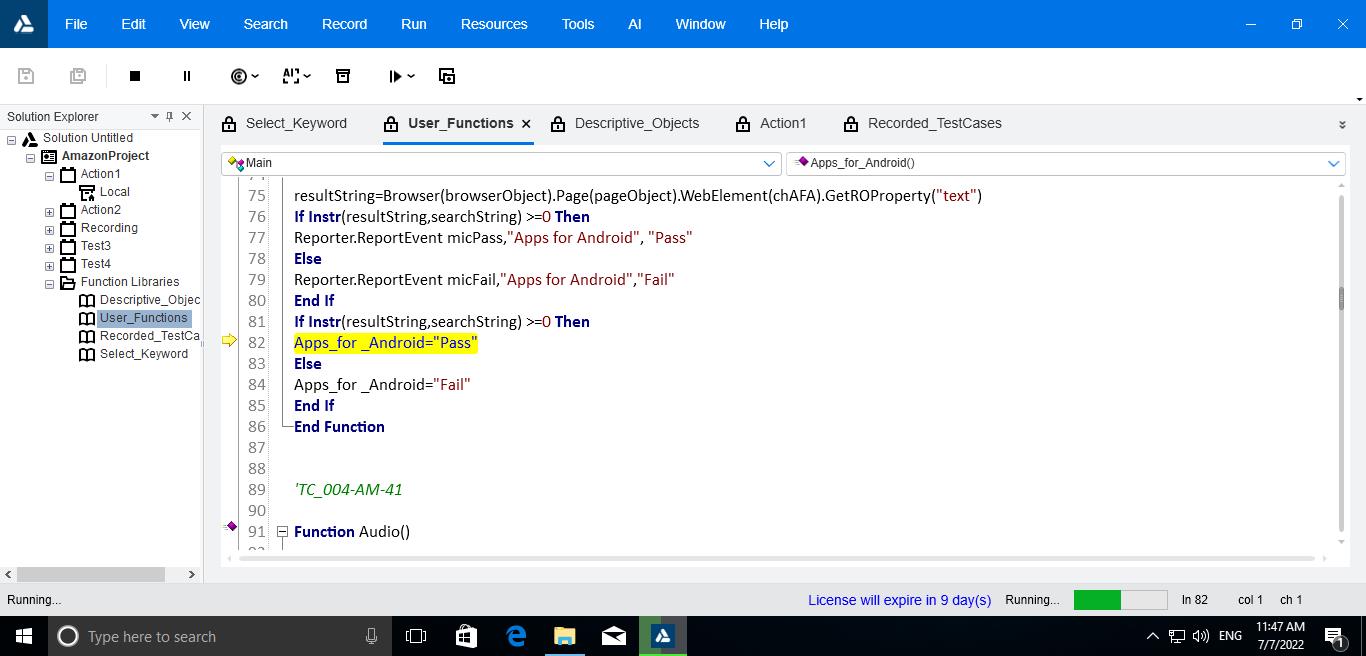 File Edit View Search Record Run Resources Tools AI Window Help
Solution Explorer
Solution Untitled
AmazonProject
Action1
Local
Action2
Recording
Test3
Test4
Function Libraries
Descriptive_Objec
User_Functions
Recorded_TestCa
Select_Keyword
Select_Keyword User_Functions Descriptive_Objects Action1 Recorded_TestCases
Main Apps_for_Android()
75 resultString=Browser(browserObject).Page(pageObject).WebElement(chAFA).GetROProperty("text")
76 If Instr(resultString,searchString) >=0 Then
77 Reporter.ReportEvent micPass,"Apps for Android", "Pass"
78 Else
79 Reporter.ReportEvent micFail,"Apps for Android","Fail"
80 End If
81 If Instr(resultString,searchString) >=0 Then
82 Apps_for _Android="Pass"
83 Else
84 Apps_for _Android="Fail"
85 End If
86 End Function
87
88
89 'TC_004-AM-41
90
91 Function Audio()
Running... License will expire in 9 day(s) Running... ln 82 col 1 ch 1
Type here to search ENG 11:47 AM
7/7/2022 1